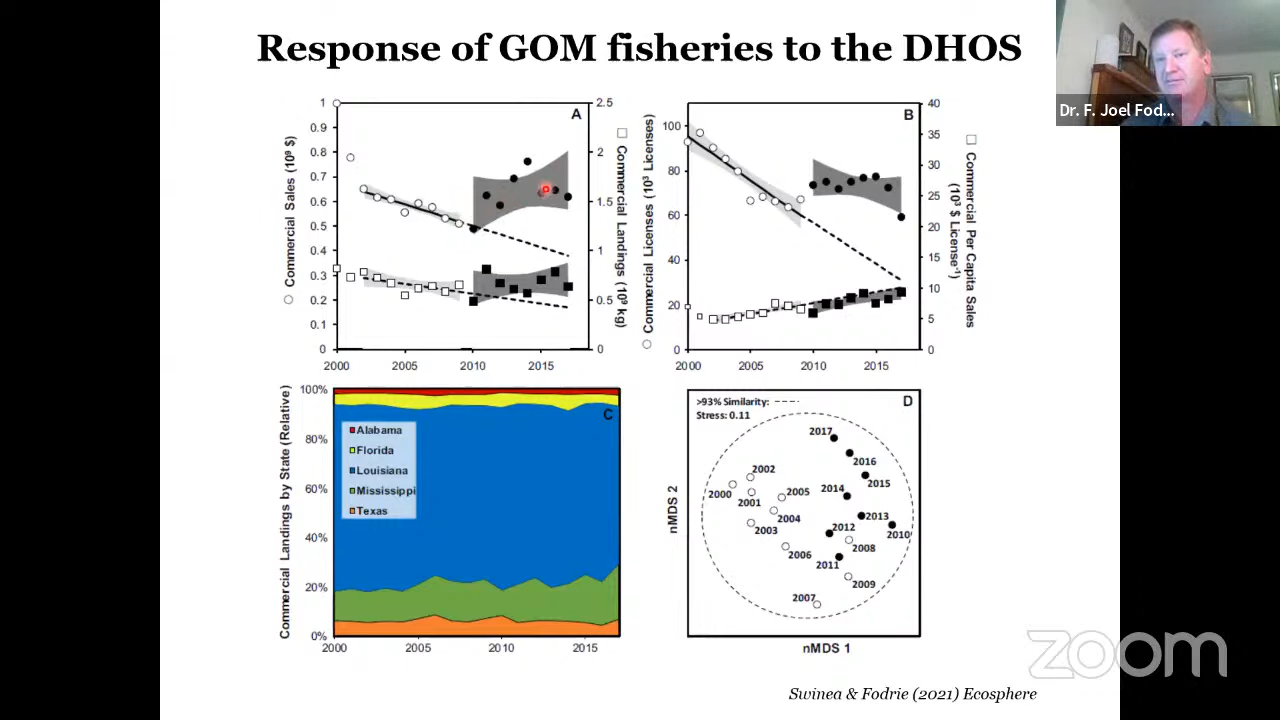 Response of GOM fisheries to the DHOS
Dr. F. Joel Fod...
A
Commercial Sales (10⁹ $)
1
0.9
0.8
0.7
0.6
0.5
0.4
0.3
0.2
0.1
0
2.5
2
1.5
1
0.5
0
Commercial Landings (10⁹ kg)
2000
2005
2010
2015
B
Commercial Licenses (10³ Licenses)
100
80
60
40
20
0
40
35
30
25
20
15
10
5
0
Commercial Per Capita Sales
(10³ $ License⁻¹)
2000
2005
2010
2015
C
Commercial Landings by State (Relative)
100%
80%
60%
40%
20%
0%
Alabama
Florida
Louisiana
Mississippi
Texas
2000
2005
2010
2015
>93% Similarity:
D
Stress: 0.11
nMDS 2
2017
2016
2002
2015
2000
2014
2005
2001
2004
2013
2003
2012
2010
2008
2006
2011
2009
2007
nMDS 1
zoom
Swinea & Fodrie (2021) Ecosphere